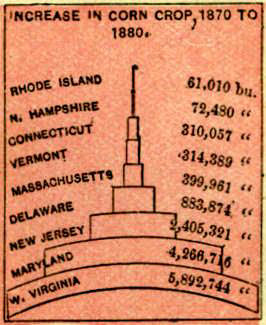 INCREASE IN CORN CROP, 1870 TO
1880.
RHODE ISLAND 61,010 bu.
N. HAMPSHIRE 72,480 "
CONNECTICUT 310,057 "
VERMONT 314,389 "
MASSACHUSETTS 399,961 "
DELAWARE 883,874 "
NEW JERSEY 2,405,321 "
MARYLAND 4,266,716 "
W. VIRGINIA 5,892,744 "